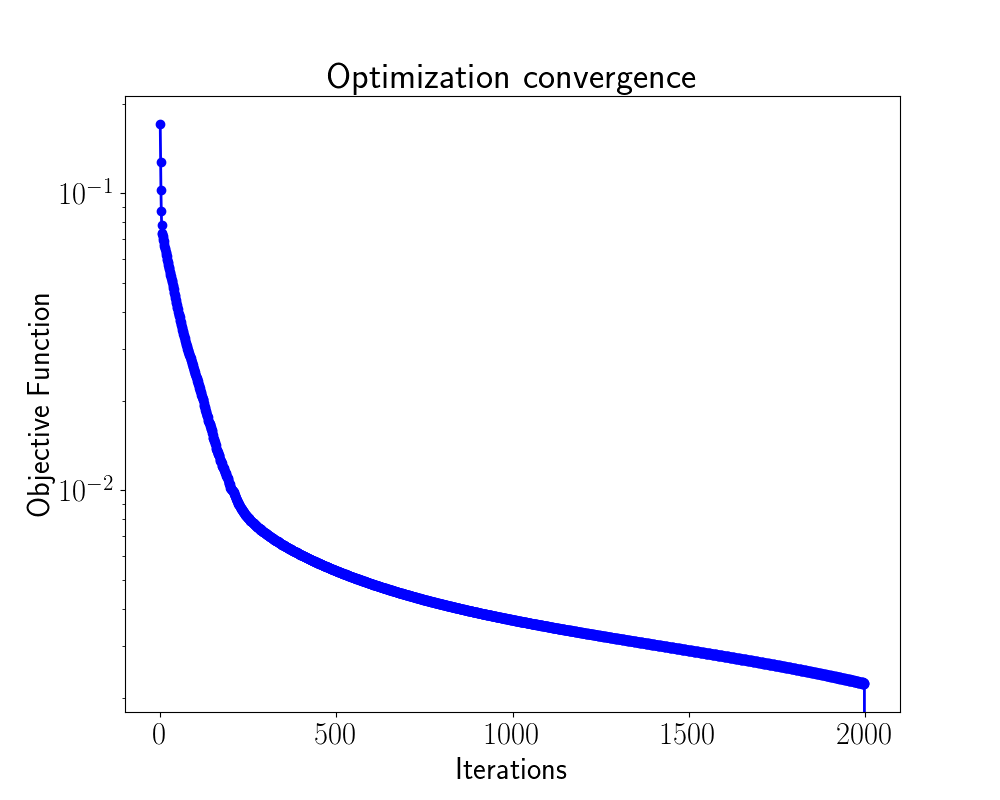 Optimization convergence
Objective Function
10⁻¹
10⁻²
0 500 1000 1500 2000
Iterations